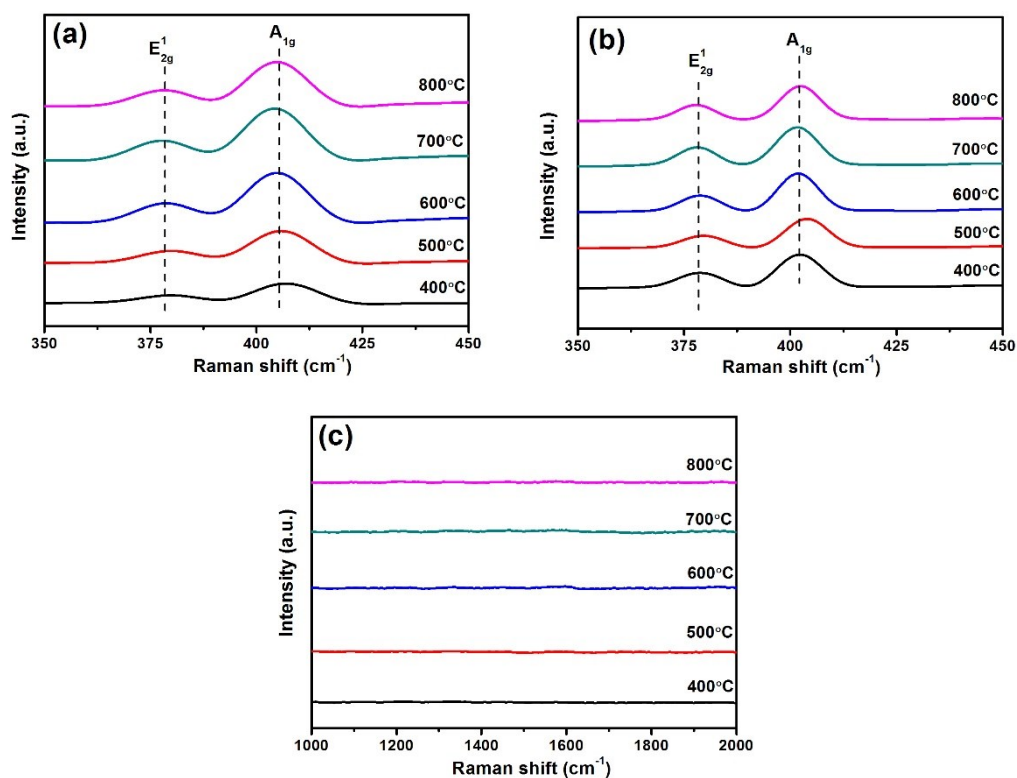 (a)
E¹2g
A1g
800°C
700°C
600°C
500°C
400°C
Intensity (a.u.)
350 375 400 425 450
Raman shift (cm⁻¹)
(b)
E¹2g
A1g
800°C
700°C
600°C
500°C
400°C
Intensity (a.u.)
350 375 400 425 450
Raman shift (cm⁻¹)
(c)
800°C
700°C
600°C
500°C
400°C
Intensity (a.u.)
1000 1200 1400 1600 1800 2000
Raman shift (cm⁻¹)